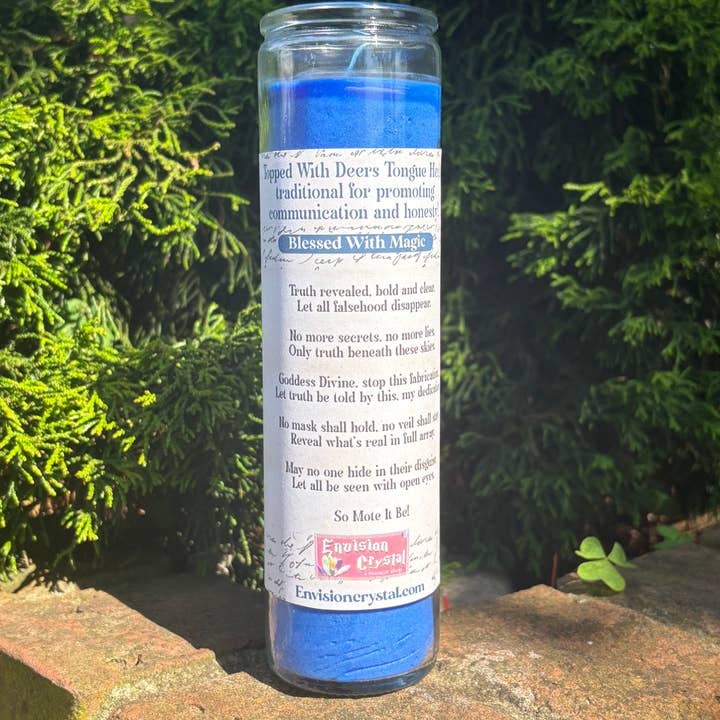 Topped With Deers Tongue
traditional for promoting
communication and honesty
Blessed With Magic
Truth revealed, bold and clear,
Let all falsehood disappear.
No more secrets, no more lies,
Only truth beneath these skies.
Goddess Divine, stop this fabrication,
Let truth be told by this, my
No mask shall hold, no veil shall
Reveal what's real in full array.
May no one hide in their disguise,
Let all be seen with open eyes.
So Mote It Be!
Envision
Crystal
Envisioncrystal.com